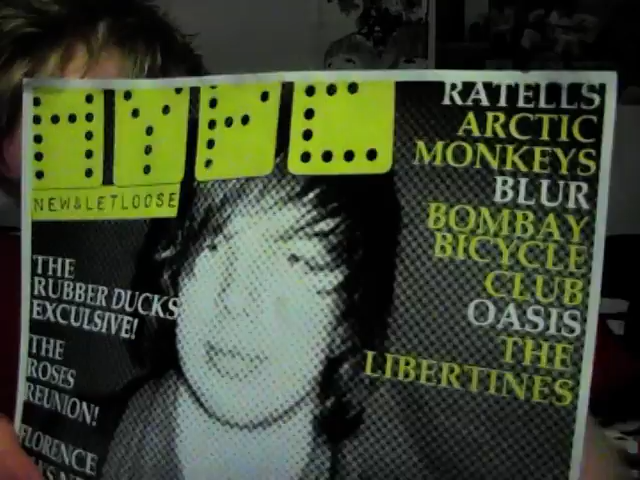 HYPE
NEW&LETLOOSE
THE
RUBBER DUCKS
EXCULSIVE!
THE
ROSES
REUNION!
FLORENCE
RATELLS
ARCTIC
MONKEYS
BLUR
BOMBAY
BICYCLE
CLUB
OASIS
THE
LIBERTINES